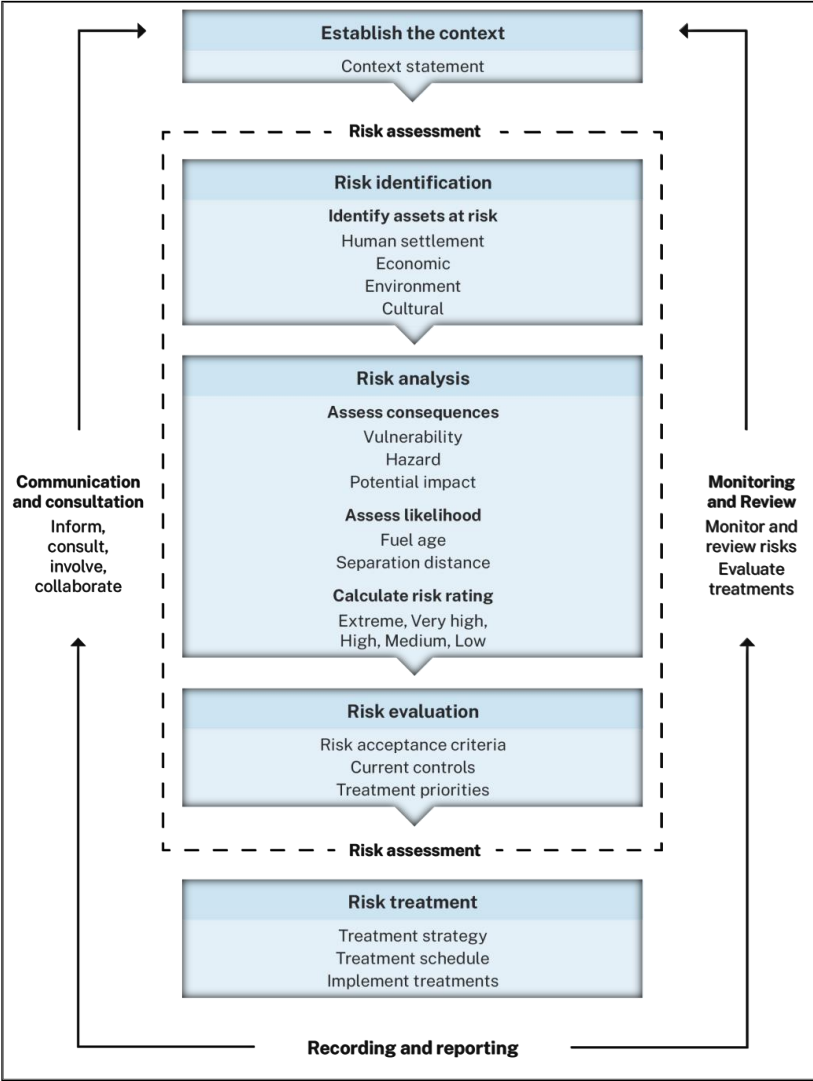 Establish the context
Context statement
Risk assessment
Risk identification
Identify assets at risk
Human settlement
Economic
Environment
Cultural
Risk analysis
Assess consequences
Vulnerability
Hazard
Potential impact
Assess likelihood
Fuel age
Separation distance
Calculate risk rating
Extreme, Very high,
High, Medium, Low
Risk evaluation
Risk acceptance criteria
Current controls
Treatment priorities
Risk assessment
Risk treatment
Treatment strategy
Treatment schedule
Implement treatments
Communication
and consultation
Inform,
consult,
involve,
collaborate
Monitoring
and Review
Monitor and
review risks
Evaluate
treatments
Recording and reporting